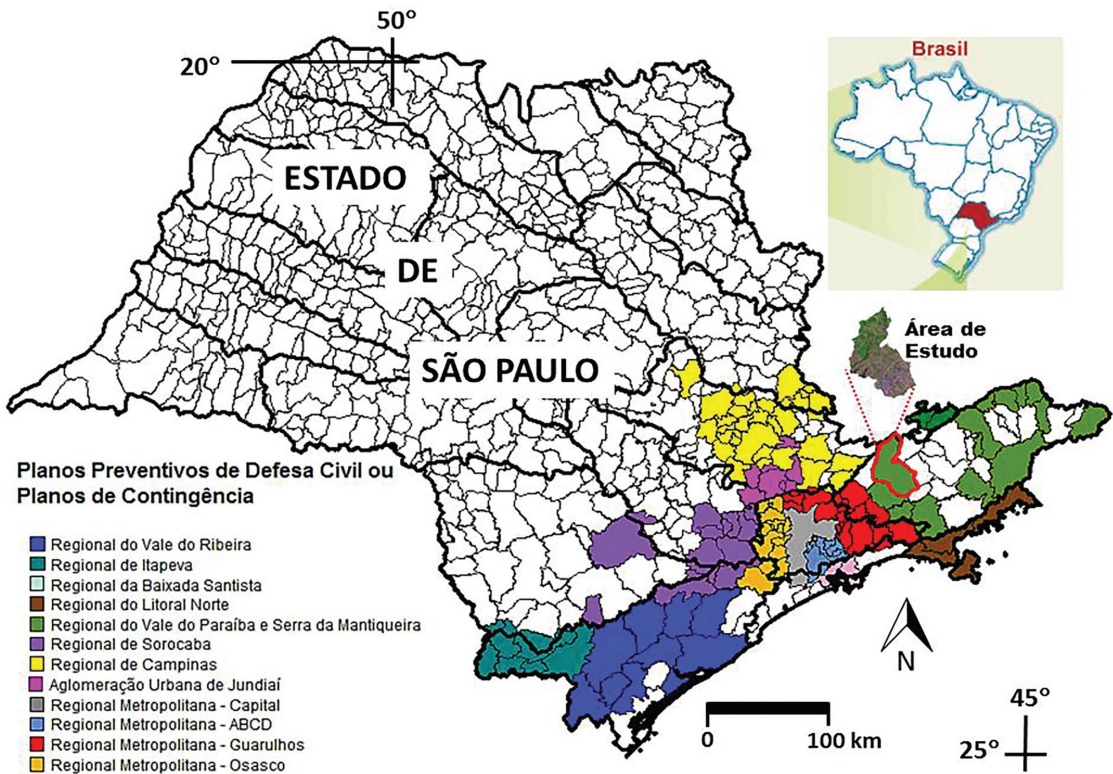 50°
20°
Brasil
ESTADO
DE
SÃO PAULO
Área de
Estudo
Planos Preventivos de Defesa Civil ou
Planos de Contingência
Regional do Vale do Ribeira
Regional de Itapeva
Regional da Baixada Santista
Regional do Litoral Norte
Regional do Vale do Paraíba e Serra da Mantiqueira
Regional de Sorocaba
Regional de Campinas
Aglomeração Urbana de Jundiaí
Regional Metropolitana - Capital
Regional Metropolitana - ABCD
Regional Metropolitana - Guarulhos
Regional Metropolitana - Osasco
N
0 100 km
45°
25°